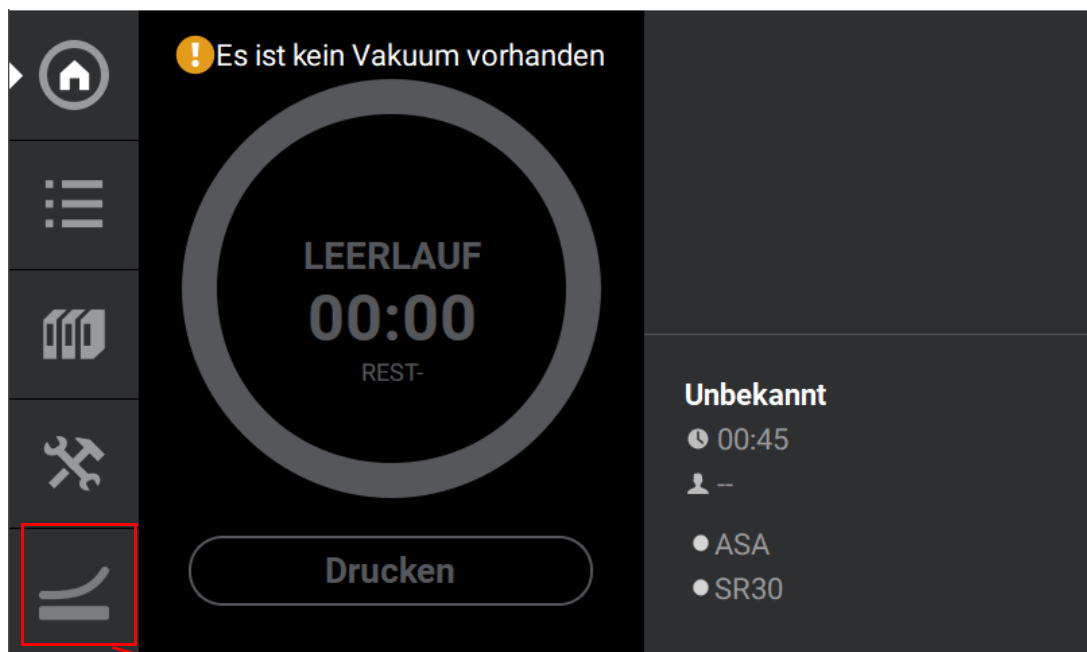 Es ist kein Vakuum vorhanden
LEERLAUF
00:00
REST-
Drucken
Unbekannt
00:45
--
ASA
SR30